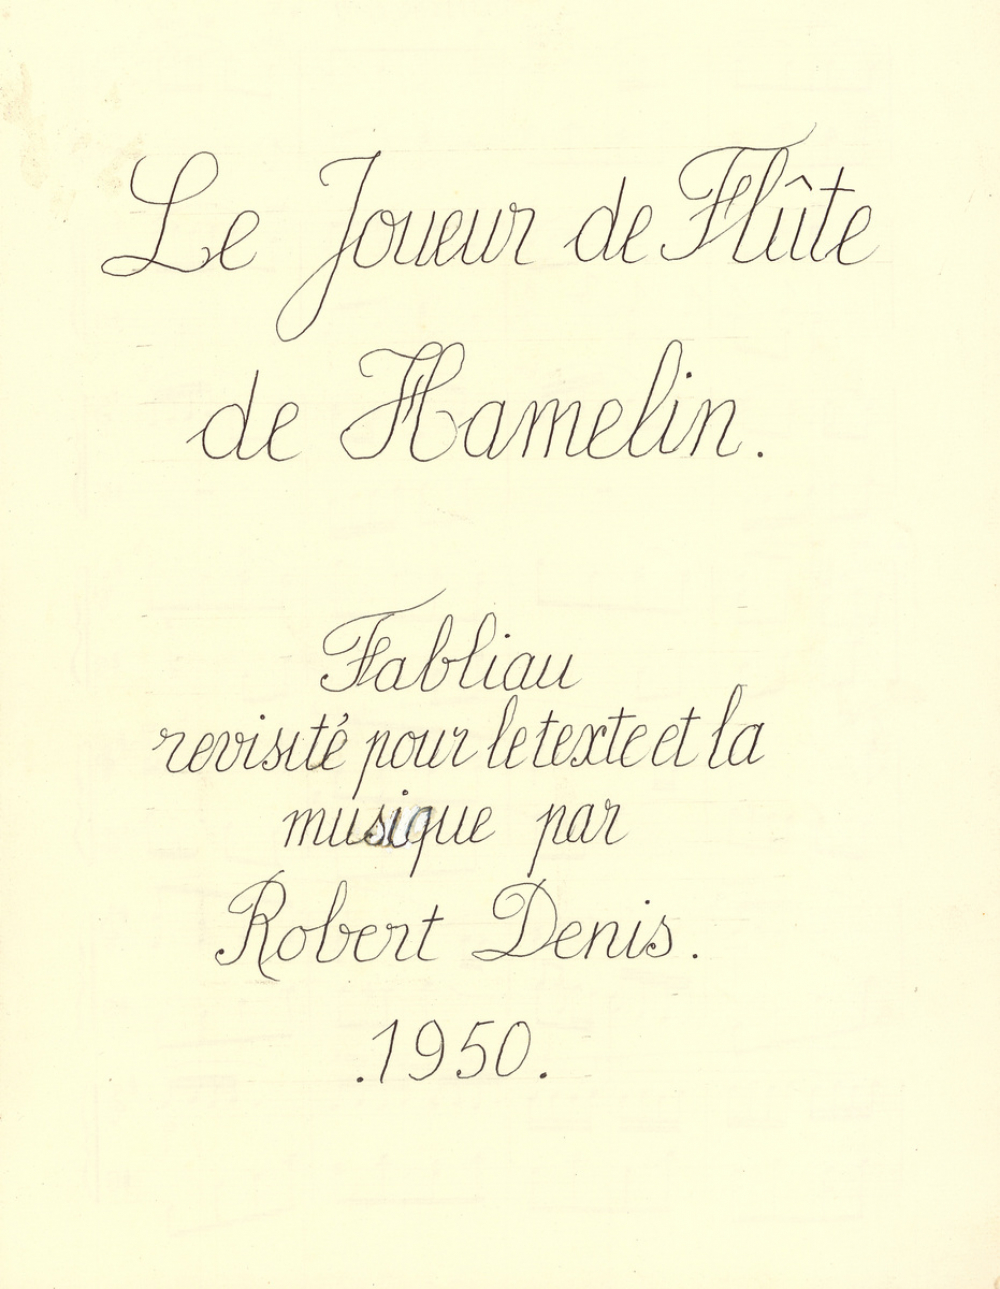 Le Joueur de Flûte
de Hamelin.
Fabliau
revisité pour le texte et la
musique par
Robert Denis.
.1950.